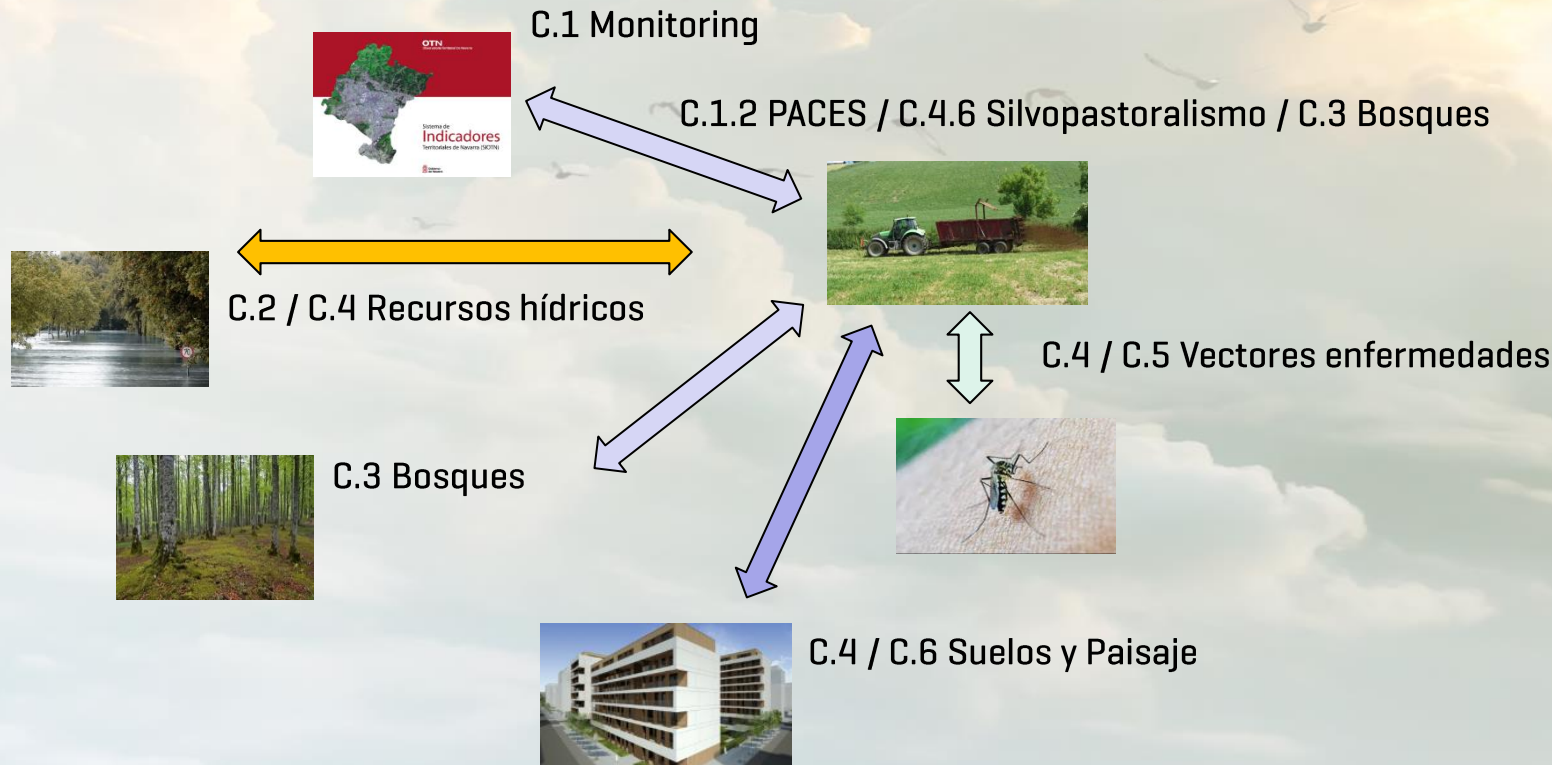 C.1 Monitoring
OTN
Sistema de
Indicadores
Territoriales de Navarra (SIOTN)
C.1.2 PACES / C.4.6 Silvopastoralismo / C.3 Bosques
C.2 / C.4 Recursos hídricos
C.4 / C.5 Vectores enfermedades
C.3 Bosques
C.4 / C.6 Suelos y Paisaje